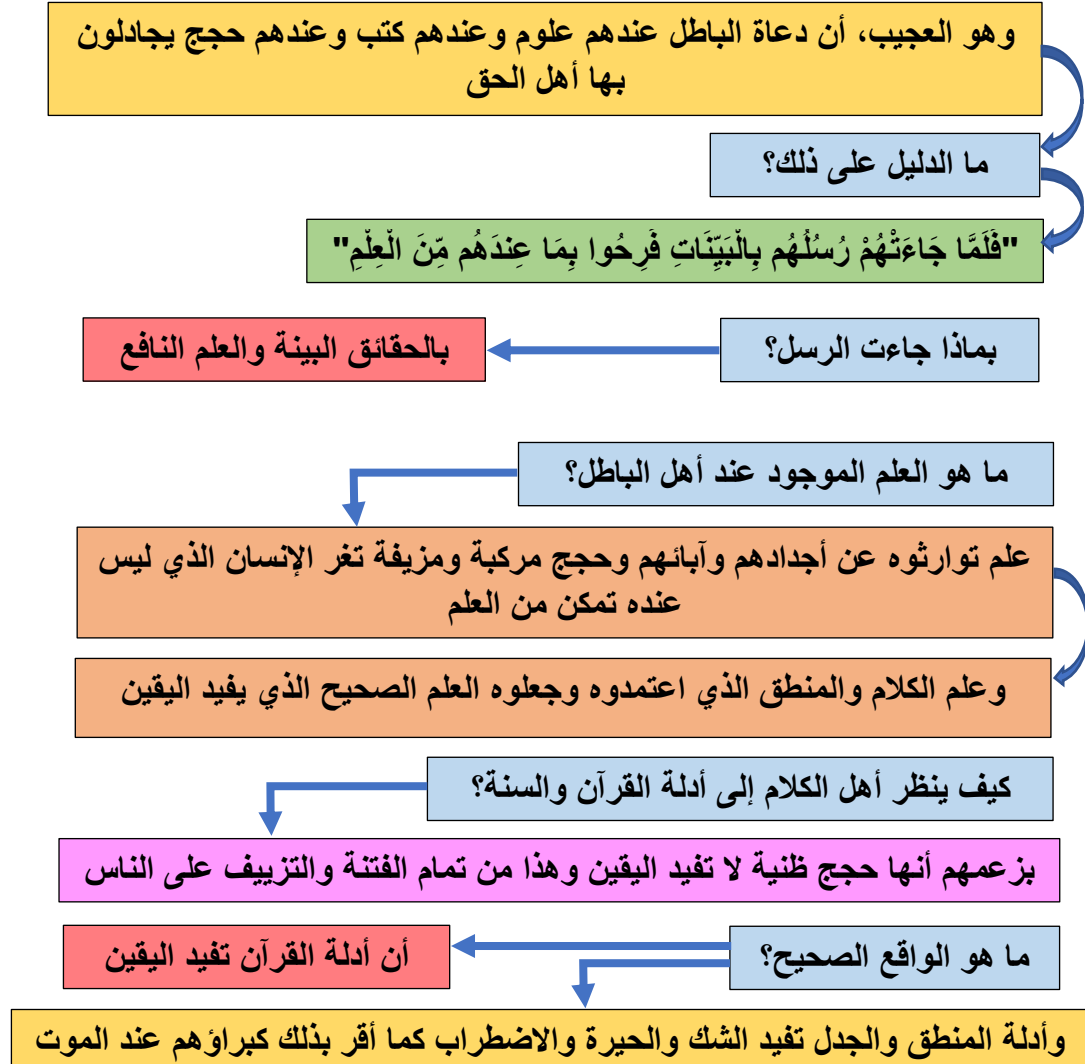 وهو العجيب، أن دعاة الباطل عندهم علوم وعندهم كتب وعندهم حجج يجادلون
بها أهل الحق
ما الدليل على ذلك؟
"فَلَمَّا جَاءَتْهُمْ رُسُلُهُم بِالْبَيِّنَاتِ فَرِحُوا بِمَا عِندَهُم مِّنَ الْعِلْمِ"
بماذا جاءت الرسل؟
بالحقائق البينة والعلم النافع
ما هو العلم الموجود عند أهل الباطل؟
علم توارثوه عن أجدادهم وآبائهم وحجج مركبة ومزيفة تغر الإنسان الذي ليس
عنده تمكن من العلم
وعلم الكلام والمنطق الذي اعتمدوه وجعلوه العلم الصحيح الذي يفيد اليقين
كيف ينظر أهل الكلام إلى أدلة القرآن والسنة؟
بزعمهم أنها حجج ظنية لا تفيد اليقين وهذا من تمام الفتنة والتزييف على الناس
ما هو الواقع الصحيح؟
أن أدلة القرآن تفيد اليقين
وأدلة المنطق والجدل تفيد الشك والحيرة والاضطراب كما أقر بذلك كبراؤهم عند الموت